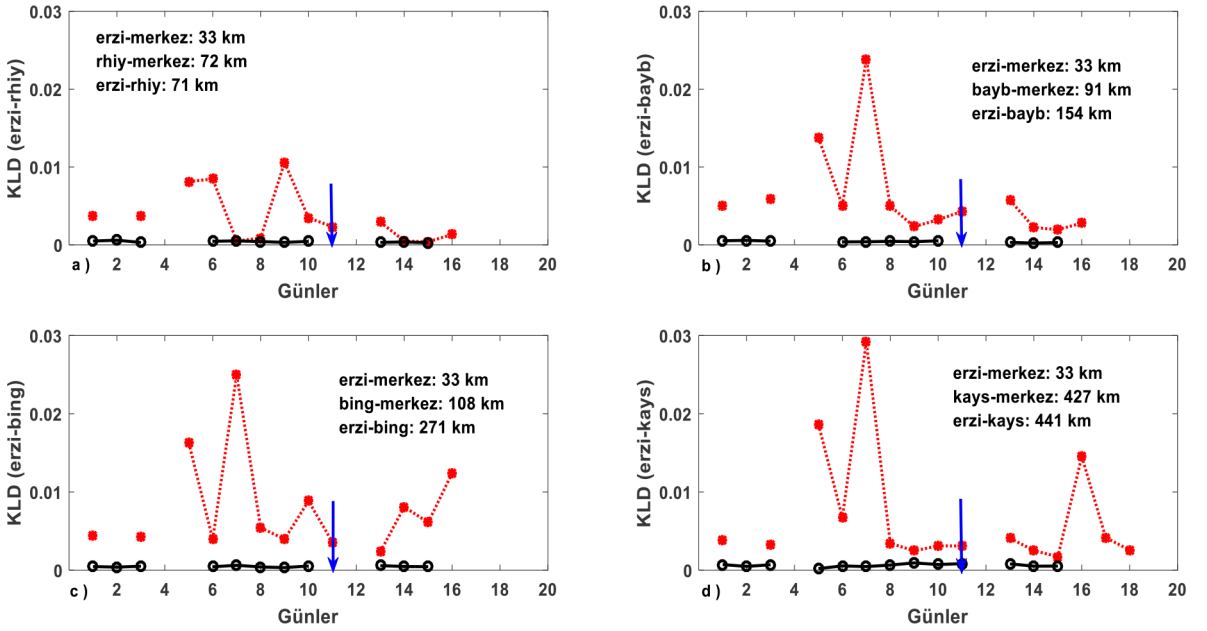 0.03
0.02
0.01
0
KLD (erzi-rhiy)
erzi-merkez: 33 km
rhiy-merkez: 72 km
erzi-rhiy: 71 km
a )
2 4 6 8 10 12 14 16 18 20
Günler
0.03
0.02
0.01
0
KLD (erzi-bayb)
erzi-merkez: 33 km
bayb-merkez: 91 km
erzi-bayb: 154 km
b )
2 4 6 8 10 12 14 16 18 20
Günler
0.03
0.02
0.01
0
KLD (erzi-bing)
erzi-merkez: 33 km
bing-merkez: 108 km
erzi-bing: 271 km
c )
2 4 6 8 10 12 14 16 18 20
Günler
0.03
0.02
0.01
0
KLD (erzi-kays)
erzi-merkez: 33 km
kays-merkez: 427 km
erzi-kays: 441 km
d )
2 4 6 8 10 12 14 16 18 20
Günler